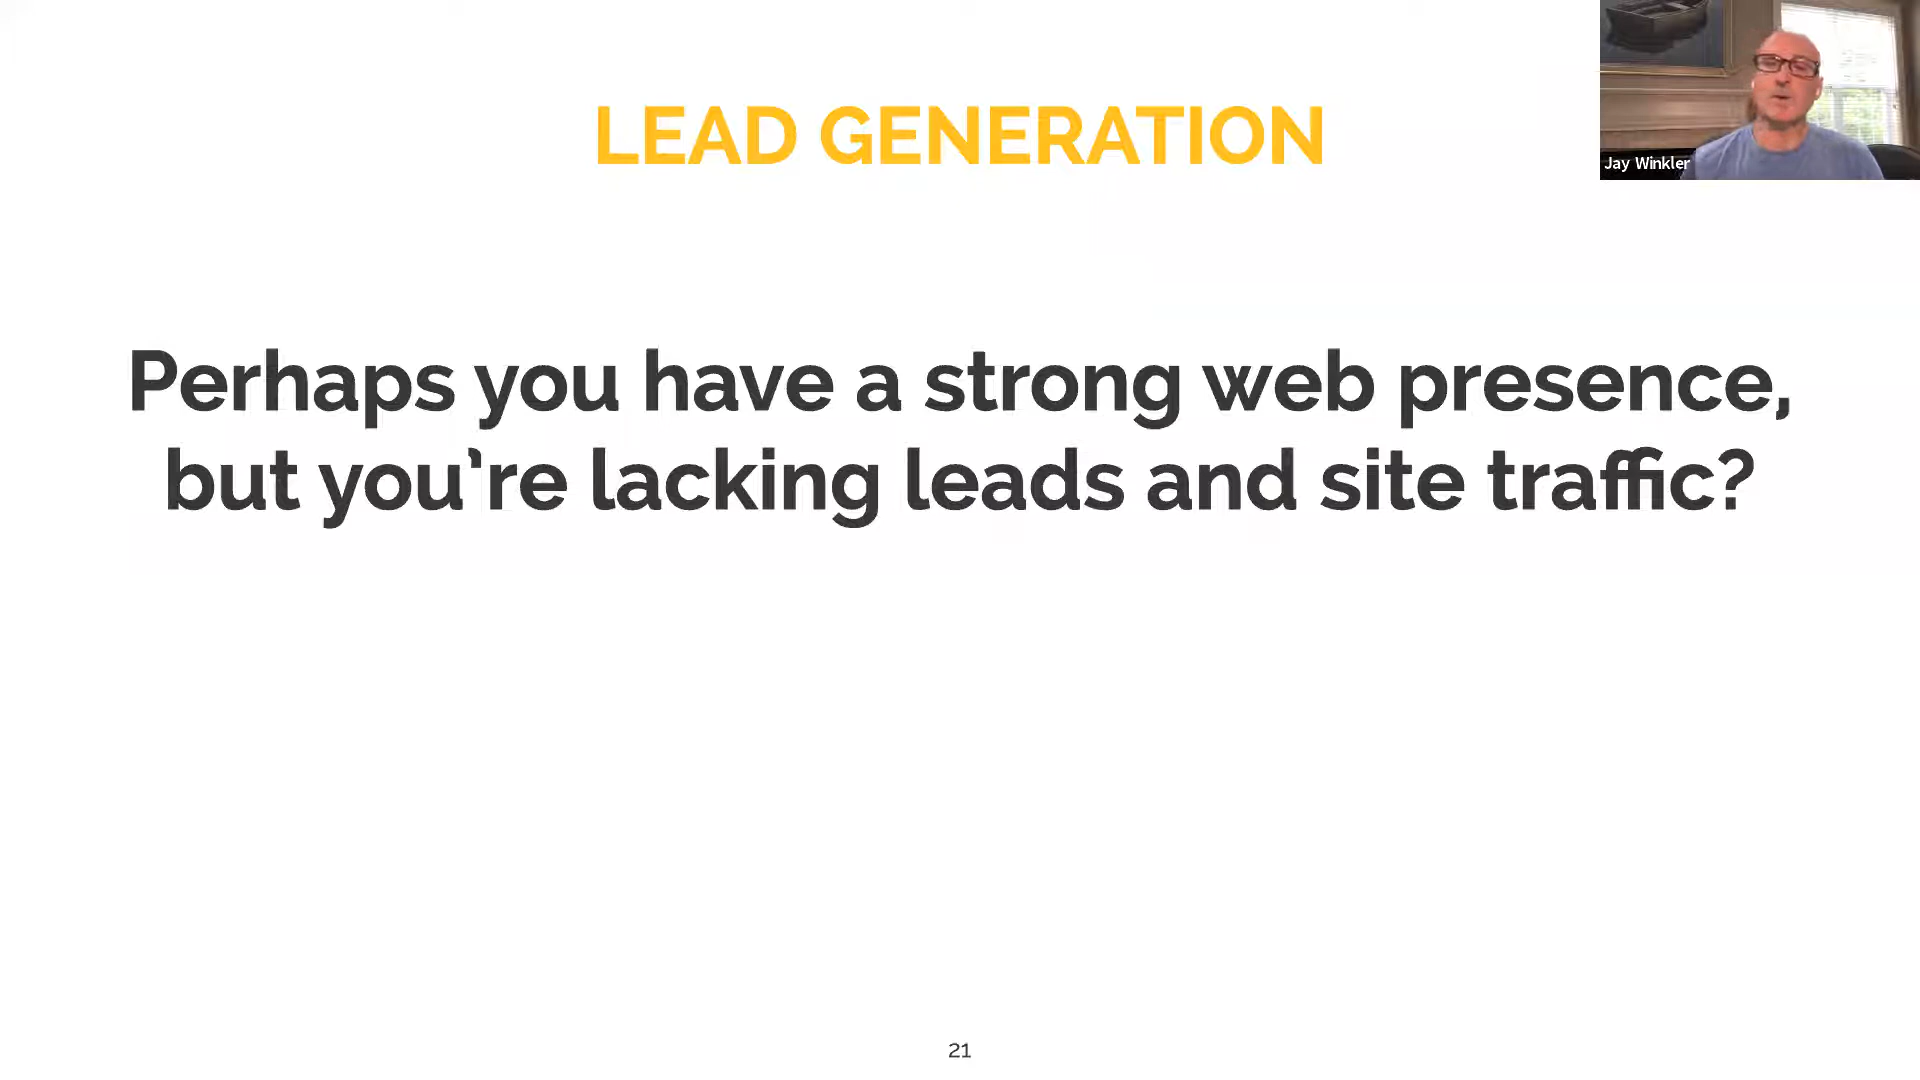 LEAD GENERATION
Jay Winkler
Perhaps you have a strong web presence,
but you're lacking leads and site traffic?
21